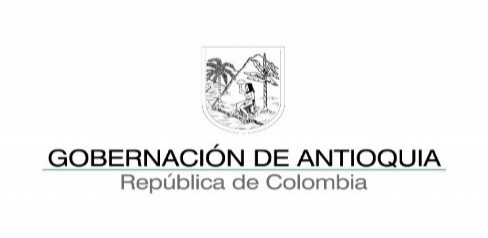 GOBERNACIÓN DE ANTIOQUIA
República de Colombia